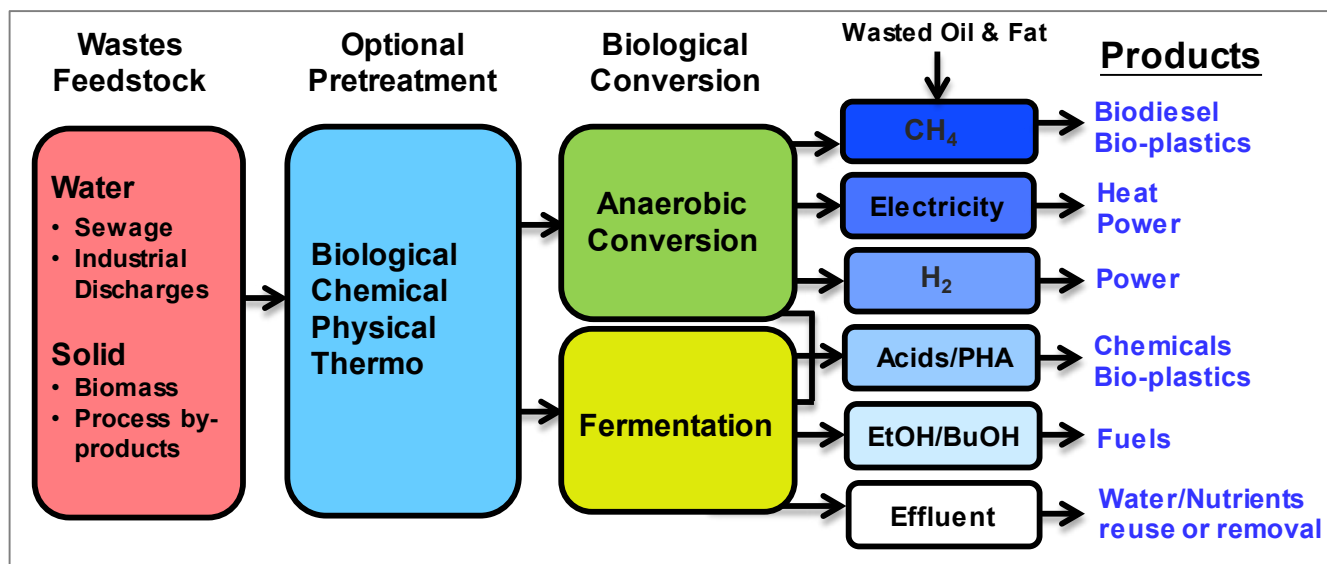 Wastes
Feedstock
Optional
Pretreatment
Biological
Conversion
Wasted Oil & Fat
Products
Water
• Sewage
• Industrial
Discharges
Solid
• Biomass
• Process by-
products
Biological
Chemical
Physical
Thermo
Anaerobic
Conversion
Fermentation
CH₄
Biodiesel
Bio-plastics
Electricity
Heat
Power
H₂
Power
Acids/PHA
Chemicals
Bio-plastics
EtOH/BuOH
Fuels
Effluent
Water/Nutrients
reuse or removal